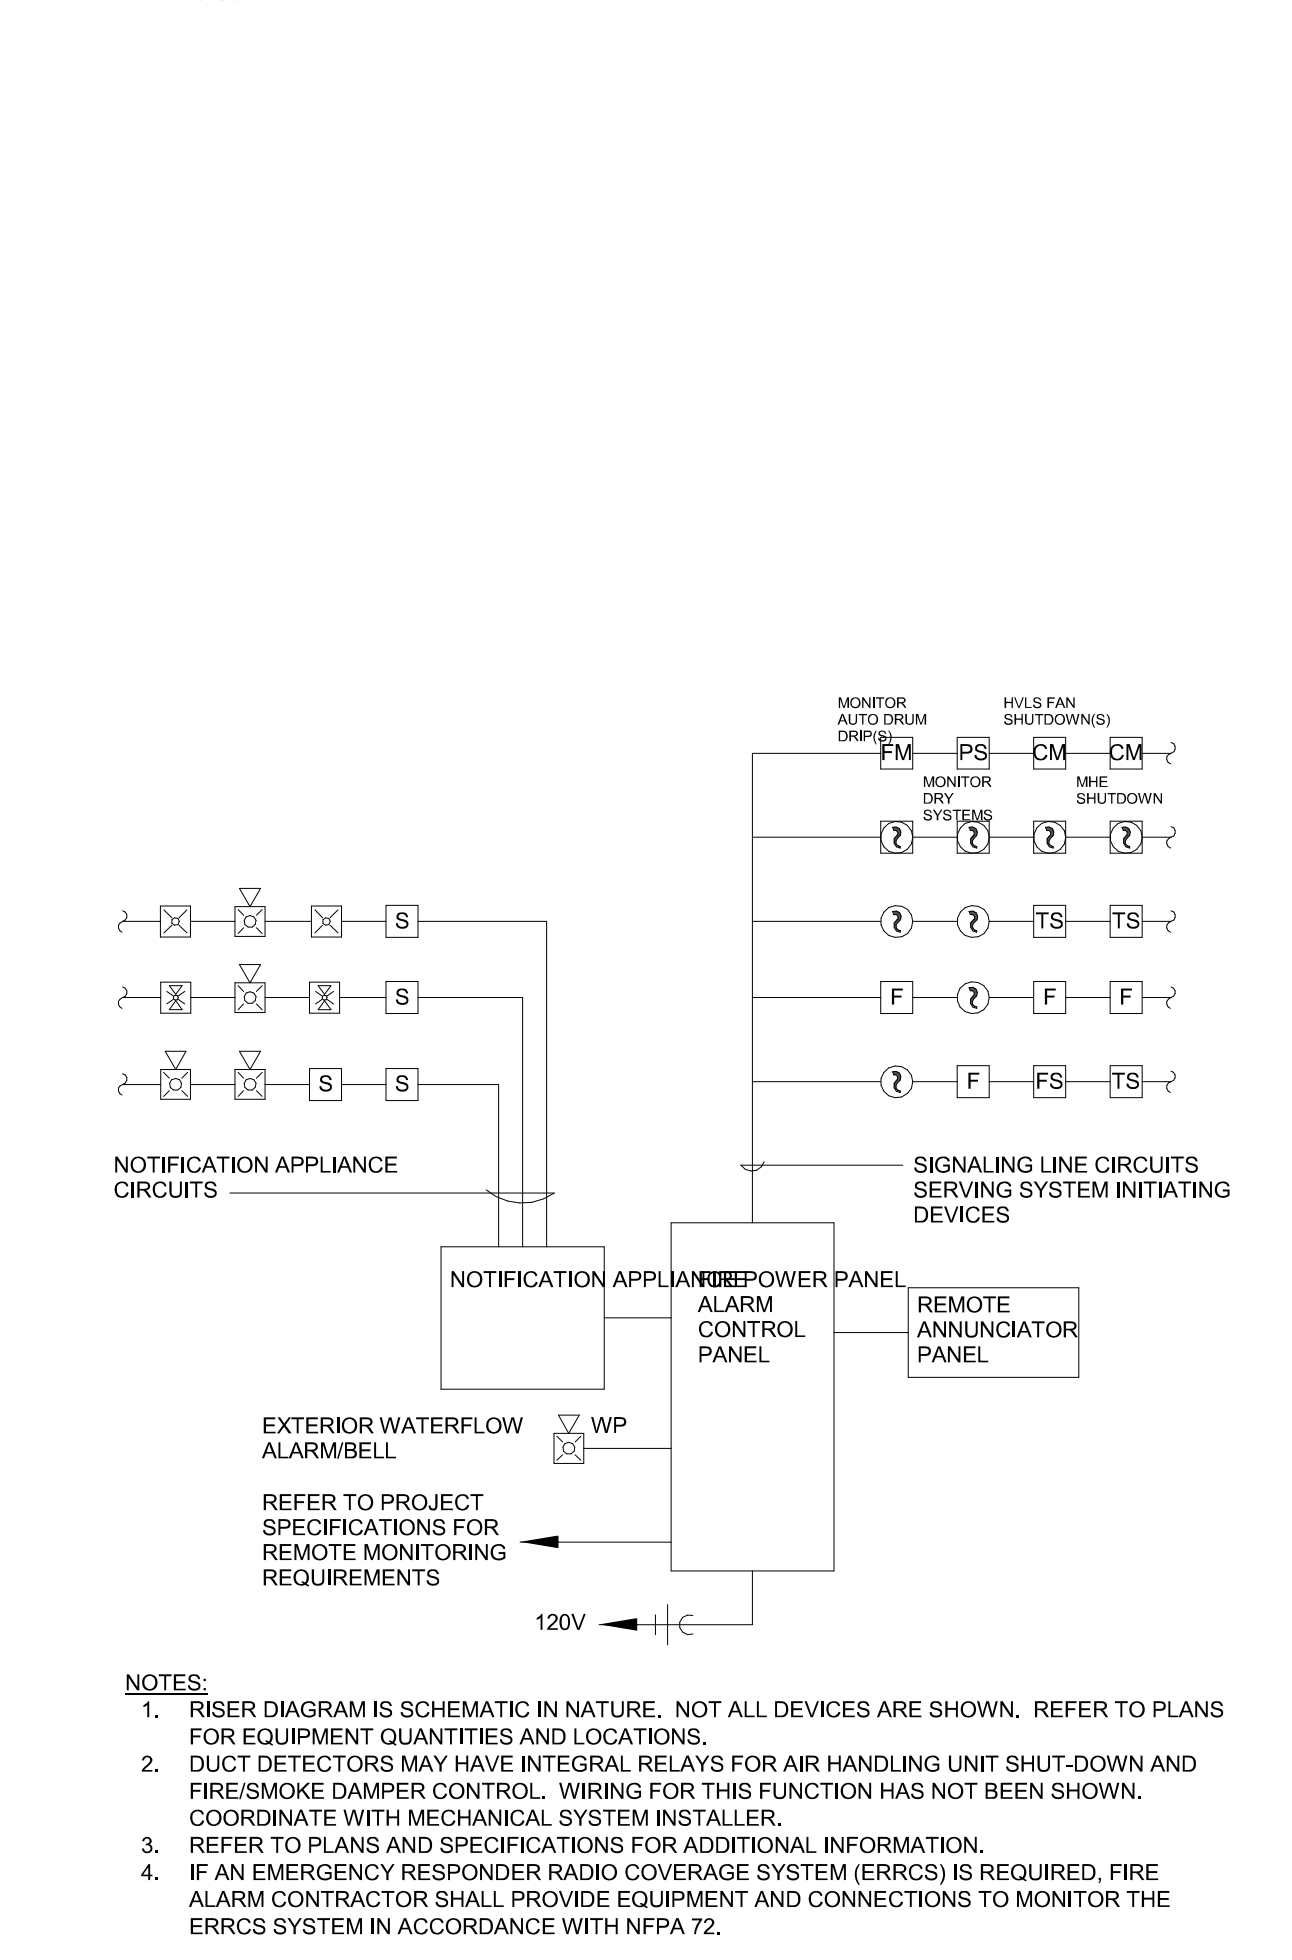 MONITOR
AUTO DRUM
DRIP(S)
HVLS FAN
SHUTDOWN(S)
FM PS CM CM
MONITOR
DRY
SYSTEMS
MHE
SHUTDOWN
S
TS TS
S
F F F
S S
F FS TS
NOTIFICATION APPLIANCE
CIRCUITS
SIGNALING LINE CIRCUITS
SERVING SYSTEM INITIATING
DEVICES
NOTIFICATION APPLIANCE POWER PANEL
FIRE
ALARM
CONTROL
PANEL
REMOTE
ANNUNCIATOR
PANEL
EXTERIOR WATERFLOW
ALARM/BELL
WP
REFER TO PROJECT
SPECIFICATIONS FOR
REMOTE MONITORING
REQUIREMENTS
120V
NOTES:
1. RISER DIAGRAM IS SCHEMATIC IN NATURE. NOT ALL DEVICES ARE SHOWN. REFER TO PLANS
FOR EQUIPMENT QUANTITIES AND LOCATIONS.
2. DUCT DETECTORS MAY HAVE INTEGRAL RELAYS FOR AIR HANDLING UNIT SHUT-DOWN AND
FIRE/SMOKE DAMPER CONTROL. WIRING FOR THIS FUNCTION HAS NOT BEEN SHOWN.
COORDINATE WITH MECHANICAL SYSTEM INSTALLER.
3. REFER TO PLANS AND SPECIFICATIONS FOR ADDITIONAL INFORMATION.
4. IF AN EMERGENCY RESPONDER RADIO COVERAGE SYSTEM (ERRCS) IS REQUIRED, FIRE
ALARM CONTRACTOR SHALL PROVIDE EQUIPMENT AND CONNECTIONS TO MONITOR THE
ERRCS SYSTEM IN ACCORDANCE WITH NFPA 72.